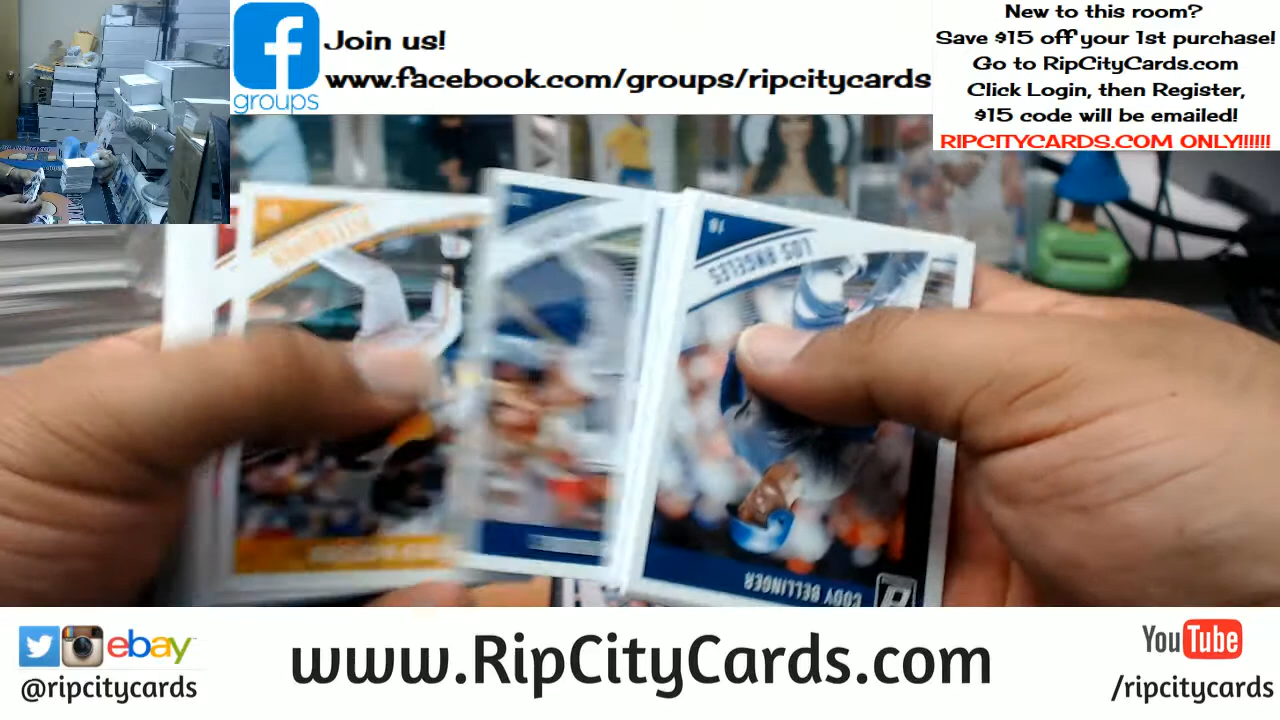 Join us!
www.facebook.com/groups/ripcitycards
groups
New to this room?
Save $15 off your 1st purchase!
Go to RipCityCards.com
Click Login, then Register,
$15 code will be emailed!
RIPCITYCARDS.COM ONLY!!!!!!
LOS ANGELES
CODY BELLINGER
ebay
@ripcitycards
www.RipCityCards.com
YouTube
/ripcitycards